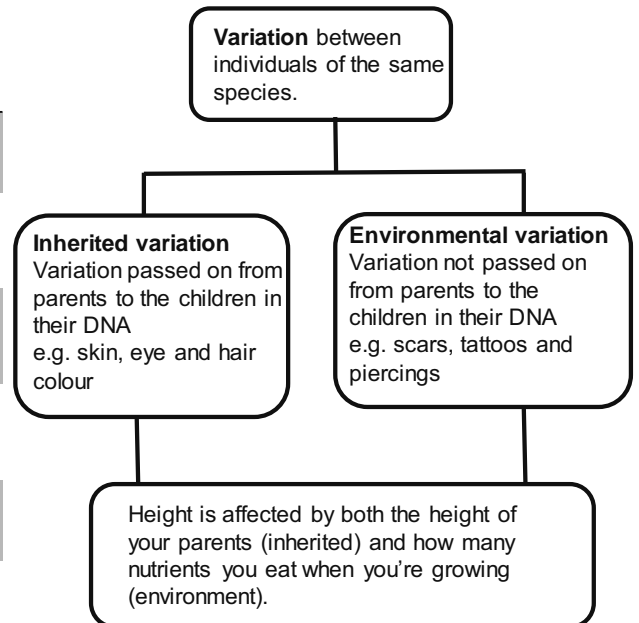 Variation between
individuals of the same
species.
Inherited variation
Variation passed on from
parents to the children in
their DNA
e.g. skin, eye and hair
colour
Environmental variation
Variation not passed on
from parents to the
children in their DNA
e.g. scars, tattoos and
piercings
Height is affected by both the height of
your parents (inherited) and how many
nutrients you eat when you're growing
(environment).